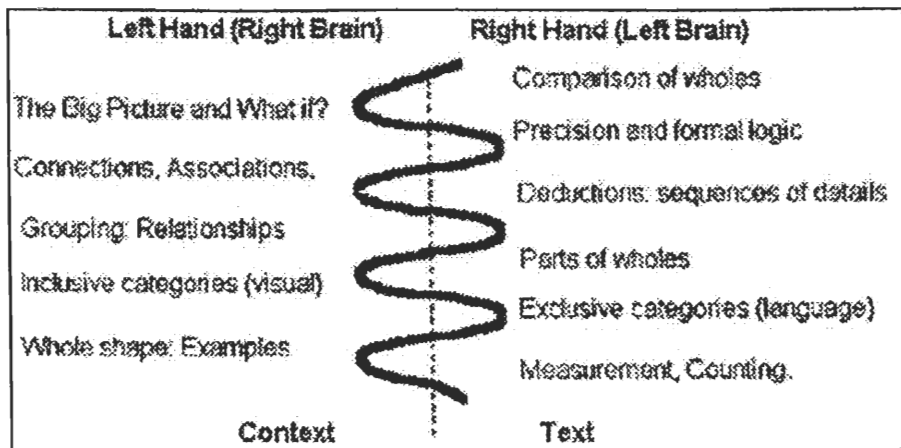 Left Hand (Right Brain)
Right Hand (Left Brain)
The Big Picture and What if?
Connections, Associations,
Grouping: Relationships
Inclusive categories (visual)
Whole shape: Examples
Context
Comparison of wholes
Precision and formal logic
Deductions: sequences of details
Parts of wholes
Exclusive categories (language)
Measurement, Counting.
Text